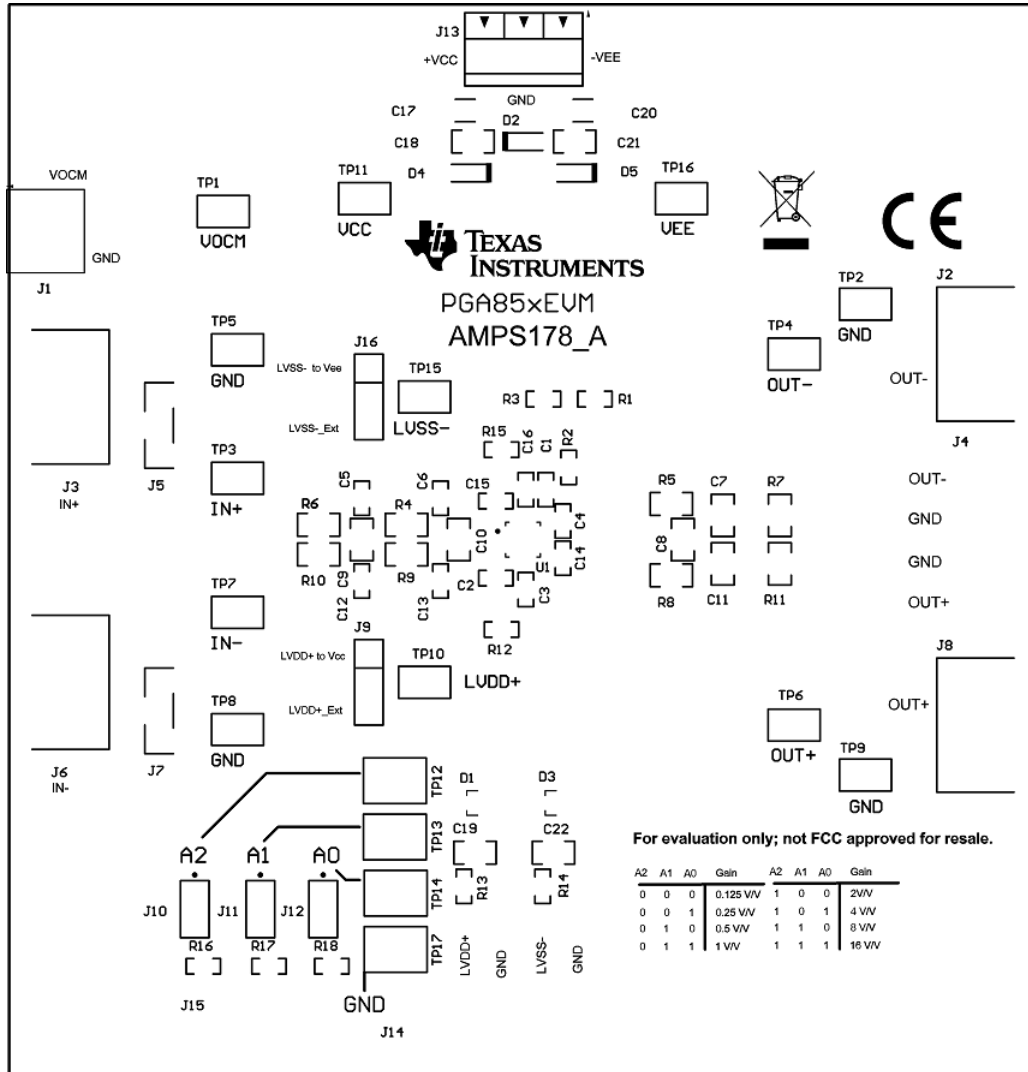 J13
+VCC
-VEE
GND
C17
C20
D2
C18
C21
D4
D5
VOCM
TP1
VOCM
TP11
VCC
TP16
VEE
GND
J1
TEXAS
INSTRUMENTS
PGA85xEVM
AMPS178_A
CE
TP2
GND
J2
TP4
OUT-
OUT-
J4
TP5
GND
J16
LVSS- to Vee
TP15
LVSS-_Ext
LVSS-
R3
R1
R15
C16
C1
R2
TP3
IN+
J3
IN+
J5
C5
C6
C15
R6
R4
C10
C4
C14
U1
R10
C9
R9
C2
C3
C12
C13
R12
R5
C7
R7
C8
R8
C11
R11
OUT-
GND
GND
OUT+
TP7
IN-
J9
LVDD+ to Vcc
TP10
LVDD+
LVDD+_Ext
TP8
GND
J6
IN-
J7
J8
OUT+
TP6
OUT+
TP9
GND
TP12
TP13
TP14
TP17
D1
D3
C19
C22
R13
R14
A2
A1
A0
J10
J11
J12
R16
R17
R18
LVDD+
GND
LVSS-
GND
J15
GND
J14
For evaluation only; not FCC approved for resale.
A2 A1 A0 Gain A2 A1 A0 Gain
0 0 0 0.125 V/V 1 0 0 2V/V
0 0 1 0.25 V/V 1 0 1 4 V/V
0 1 0 0.5 V/V 1 1 0 8 V/V
0 1 1 1 V/V 1 1 1 16 V/V